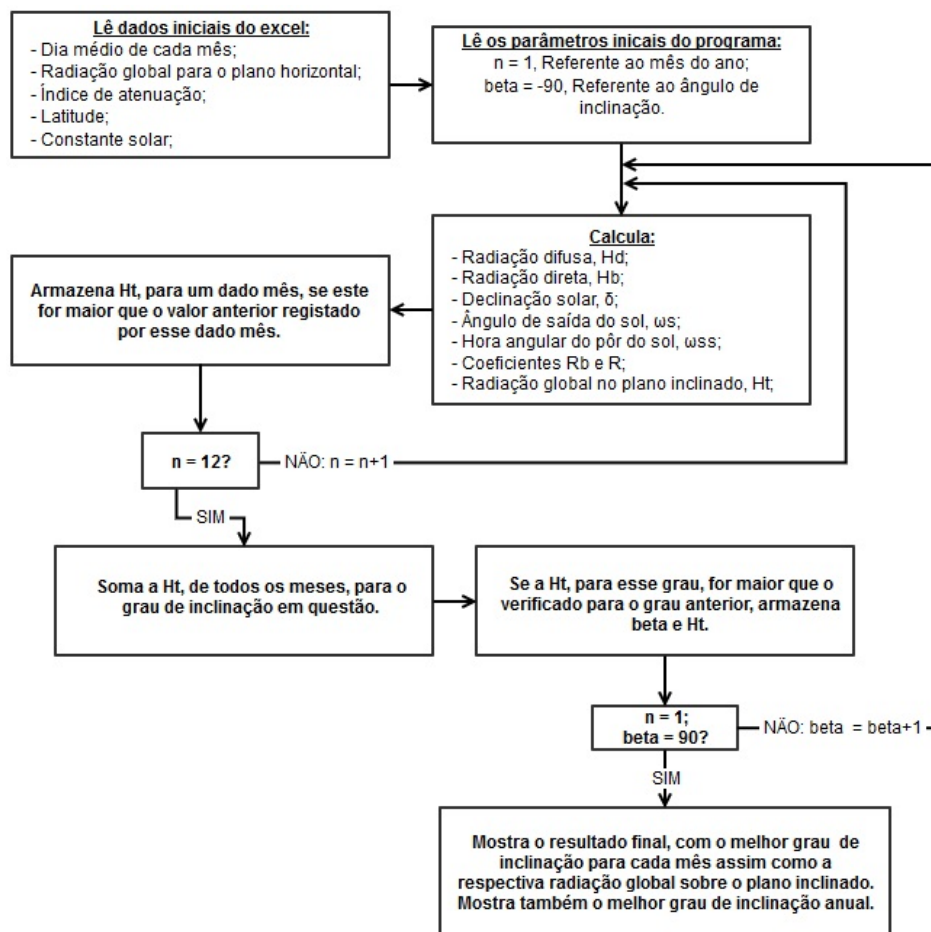 Lê dados iniciais do excel:
- Dia médio de cada mês;
- Radiação global para o plano horizontal;
- Índice de atenuação;
- Latitude;
- Constante solar;
Lê os parâmetros inicais do programa:
n = 1, Referente ao mês do ano;
beta = -90, Referente ao ângulo de
inclinação.
Calcula:
- Radiação difusa, Hd;
- Radiação direta, Hb;
- Declinação solar, δ;
- Ângulo de saída do sol, ωs;
- Hora angular do pôr do sol, ωss;
- Coeficientes Rb e R;
- Radiação global no plano inclinado, Ht;
Armazena Ht, para um dado mês, se este
for maior que o valor anterior registado
por esse dado mês.
n = 12?
NÃO: n = n+1
SIM
Soma a Ht, de todos os meses, para o
grau de inclinação em questão.
Se a Ht, para esse grau, for maior que o
verificado para o grau anterior, armazena
beta e Ht.
n = 1;
beta = 90?
NÃO: beta = beta+1
SIM
Mostra o resultado final, com o melhor grau de
inclinação para cada mês assim como a
respectiva radiação global sobre o plano inclinado.
Mostra também o melhor grau de inclinação anual.